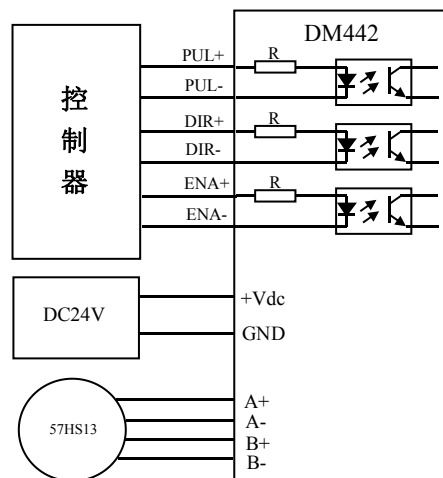 DM442
PUL+
R
PUL-
控
制
器
DIR+
R
DIR-
ENA+
R
ENA-
DC24V
+Vdc
GND
57HS13
A+
A-
B+
B-